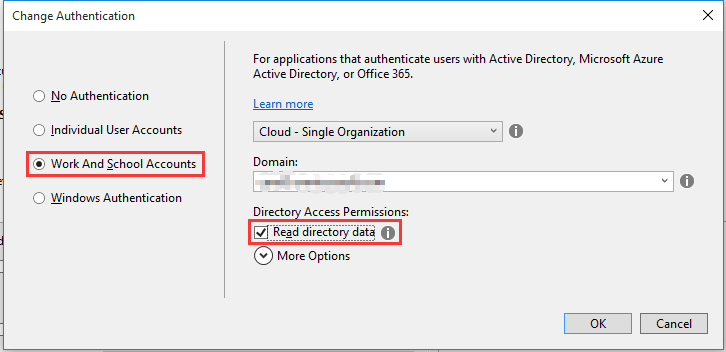 Change Authentication
For applications that authenticate users with Active Directory, Microsoft Azure
Active Directory, or Office 365.
No Authentication
Learn more
Individual User Accounts
Cloud - Single Organization
Work And School Accounts
Domain:
Windows Authentication
Directory Access Permissions:
Read directory data
More Options
OK
Cancel